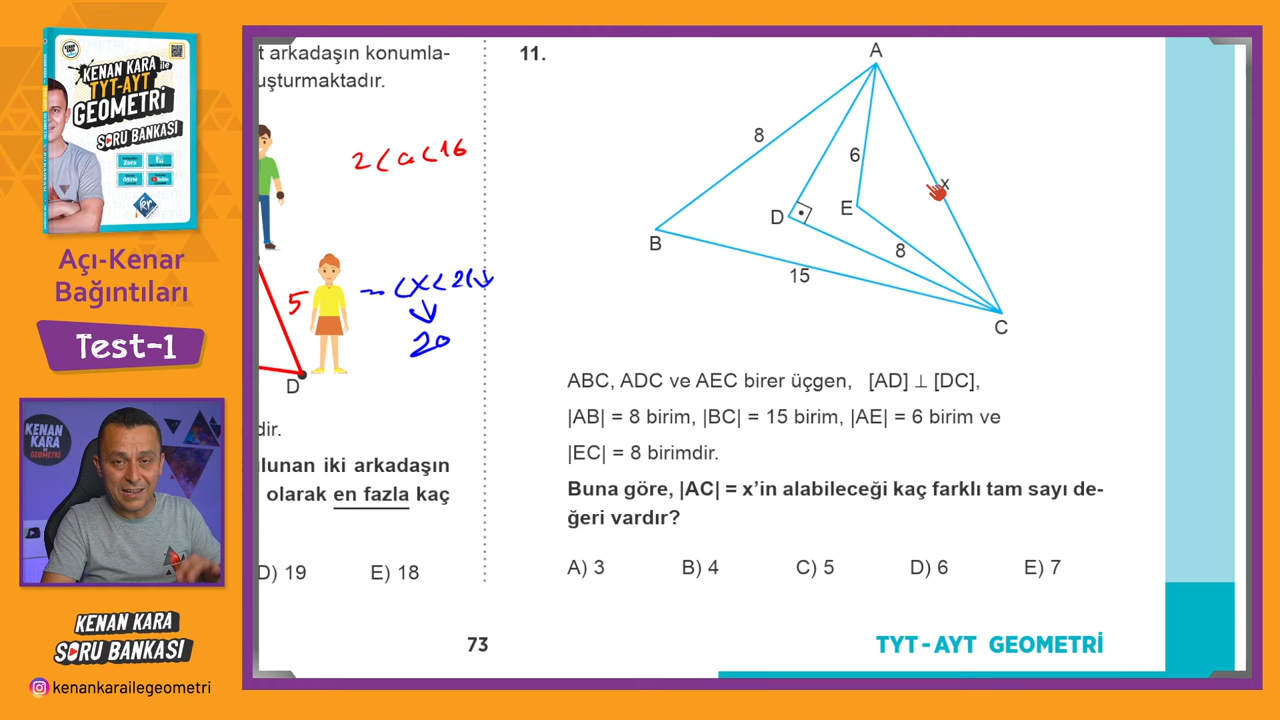 KENAN KARA ile
TYT-AYT
GEOMETRİ
SORU BANKASI
Açı-Kenar
Bağıntıları
Test-1
KENAN
KARA
GEOMETRİ
KENAN KARA
SORU BANKASI
kenankarailegeometri
t arkadaşın konumla-
uşturmaktadır.
2 < a < 16
5
< x < 21
20
D
dir.
lunan iki arkadaşın
olarak en fazla kaç
D) 19 E) 18
73
11.
A
8
6
x
D
E
B
8
15
C
ABC, ADC ve AEC birer üçgen, [AD] ⊥ [DC],
|AB| = 8 birim, |BC| = 15 birim, |AE| = 6 birim ve
|EC| = 8 birimdir.
Buna göre, |AC| = x’in alabileceği kaç farklı tam sayı de-
ğeri vardır?
A) 3 B) 4 C) 5 D) 6 E) 7
TYT - AYT GEOMETRİ